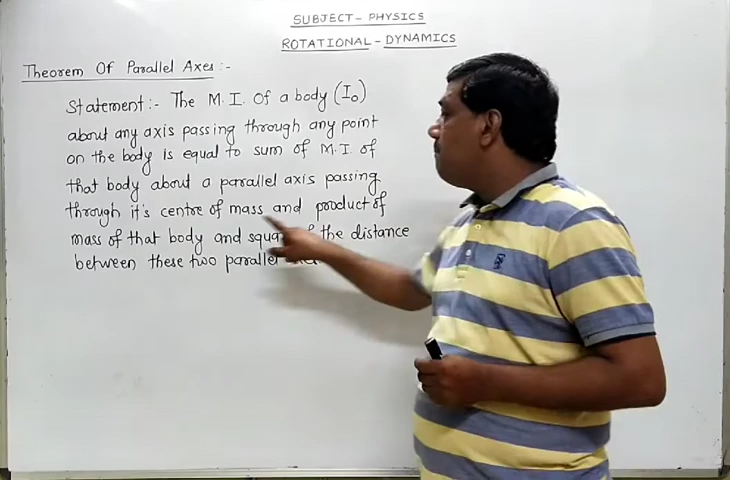 SUBJECT - PHYSICS
ROTATIONAL - DYNAMICS
Theorem Of Parallel Axes :-
Statement :- The M.I. Of a body (I₀)
about any axis passing through any point
on the body is equal to sum of M.I. of
that body about a parallel axis passing
through it's centre of mass and product of
mass of that body and of the distance
between these two parallel